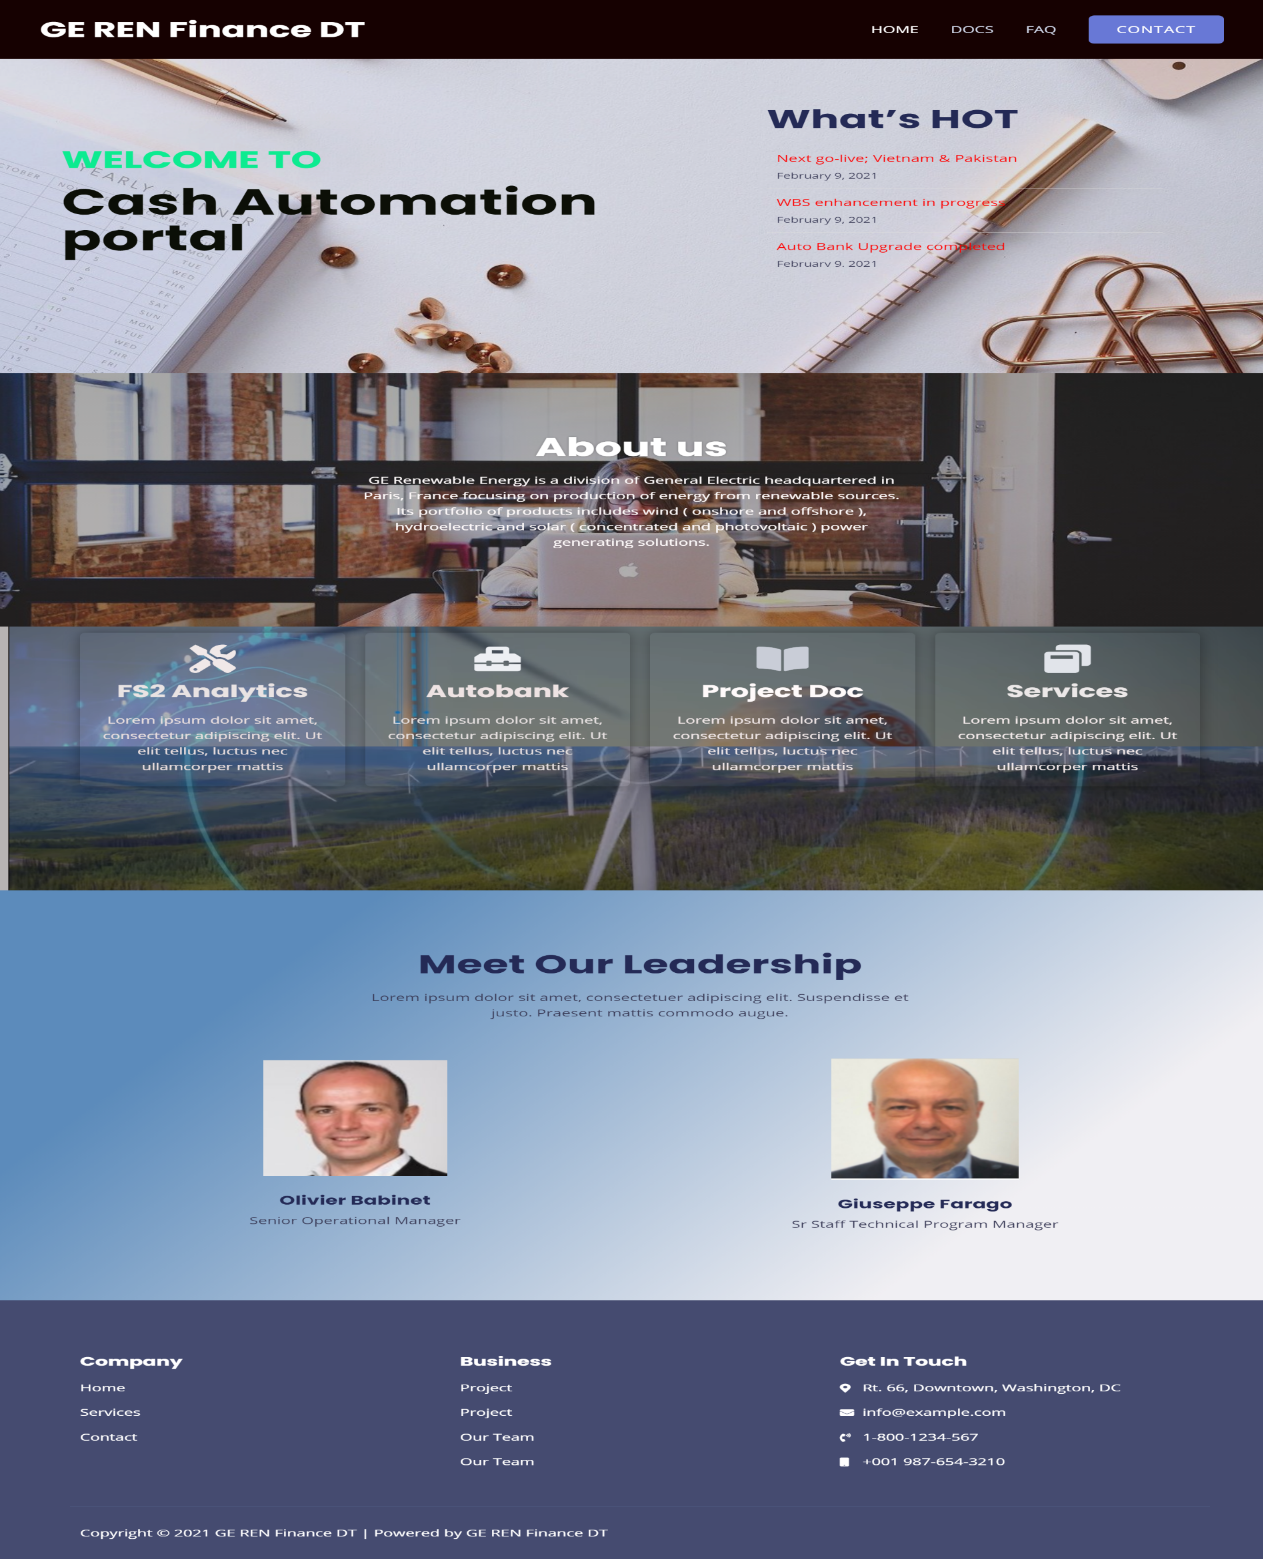 GE REN Finance DT
HOME DOCS FAQ CONTACT
WELCOME TO
Cash Automation
portal
YEARLY PLANNER
What's HOT
Next go-live; Vietnam & Pakistan
February 9, 2021
WBS enhancement in progress
February 9, 2021
Auto Bank Upgrade completed
February 9, 2021
About us
GE Renewable Energy is a division of General Electric headquartered in
Paris, France focusing on production of energy from renewable sources.
Its portfolio of products includes wind ( onshore and offshore ),
hydroelectric and solar ( concentrated and photovoltaic ) power
generating solutions.
FS2 Analytics
Lorem ipsum dolor sit amet,
consectetur adipiscing elit. Ut
elit tellus, luctus nec
ullamcorper mattis
Autobank
Lorem ipsum dolor sit amet,
consectetur adipiscing elit. Ut
elit tellus, luctus nec
ullamcorper mattis
Project Doc
Lorem ipsum dolor sit amet,
consectetur adipiscing elit. Ut
elit tellus, luctus nec
ullamcorper mattis
Services
Lorem ipsum dolor sit amet,
consectetur adipiscing elit. Ut
elit tellus, luctus nec
ullamcorper mattis
Meet Our Leadership
Lorem ipsum dolor sit amet, consectetuer adipiscing elit. Suspendisse et
justo. Praesent mattis commodo augue.
Olivier Babinet
Senior Operational Manager
Giuseppe Farago
Sr Staff Technical Program Manager
Company
Home
Services
Contact
Business
Project
Project
Our Team
Our Team
Get In Touch
Rt. 66, Downtown, Washington, DC
info@example.com
1-800-1234-567
+001 987-654-3210
Copyright © 2021 GE REN Finance DT | Powered by GE REN Finance DT